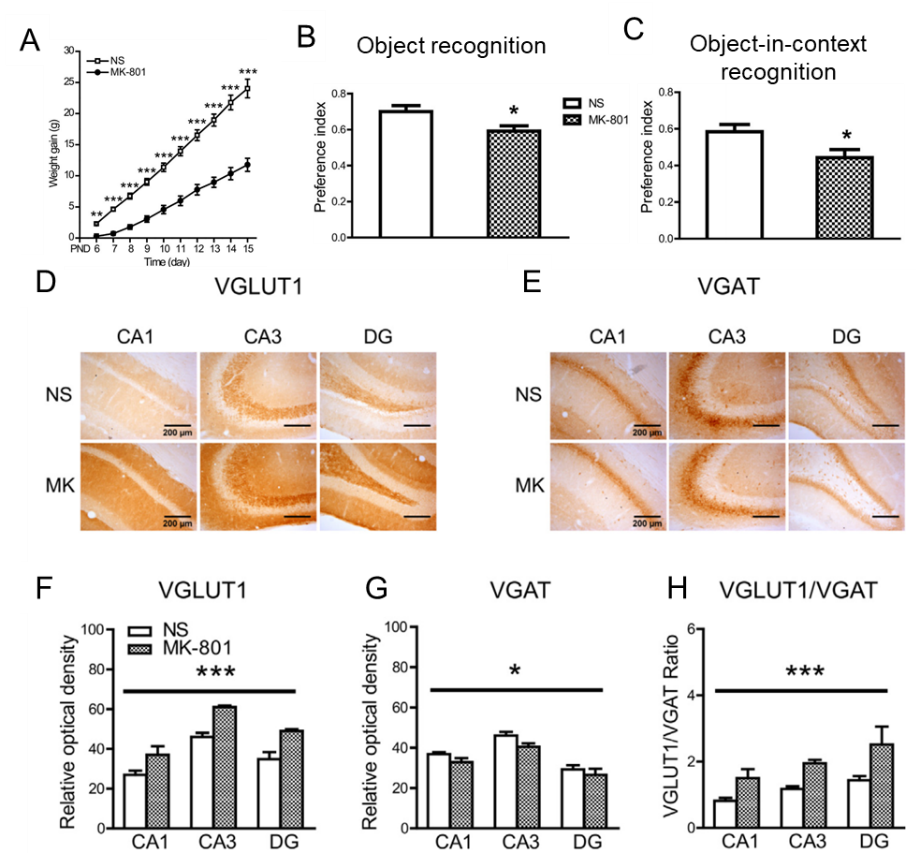 A
NS
MK-801
30
25
20
15
10
5
0
Weight gain (g)
**
***
***
***
***
***
***
***
***
***
PND 6 7 8 9 10 11 12 13 14 15
Time (day)
B
Object recognition
0.8
0.6
0.4
0.2
0.0
Preference index
*
NS
MK-801
C
Object-in-context
recognition
0.8
0.6
0.4
0.2
0.0
Preference index
*
D
VGLUT1
CA1 CA3 DG
NS
200 µm
MK
200 µm
E
VGAT
CA1 CA3 DG
NS
200 µm
MK
200 µm
F
VGLUT1
NS
MK-801
***
100
80
60
40
20
0
Relative optical density
CA1 CA3 DG
G
VGAT
*
100
80
60
40
20
0
Relative optical density
CA1 CA3 DG
H
VGLUT1/VGAT
***
6
4
2
0
VGLUT1/VGAT Ratio
CA1 CA3 DG